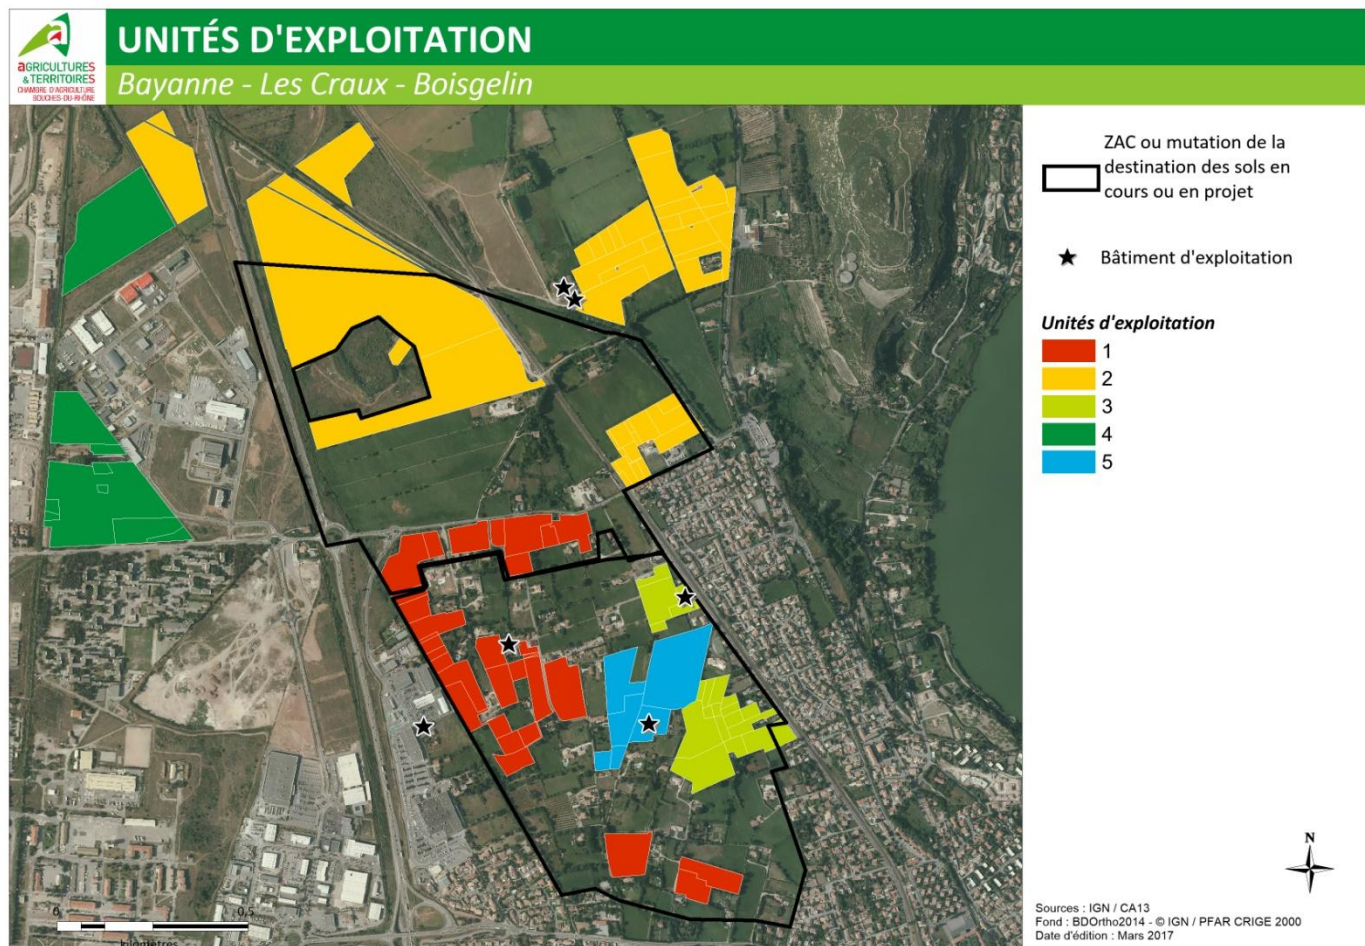 AGRICULTURES
& TERRITOIRES
CHAMBRE D'AGRICULTURE
BOUCHES-DU-RHÔNE
UNITÉS D'EXPLOITATION
Bayanne - Les Craux - Boisgelin
ZAC ou mutation de la
destination des sols en
cours ou en projet
Bâtiment d'exploitation
Unités d'exploitation
1
2
3
4
5
N
0 0,5
kilomètres
Sources : IGN / CA13
Fond : BDOrtho2014 - © IGN / PFAR CRIGE 2000
Date d'édition : Mars 2017